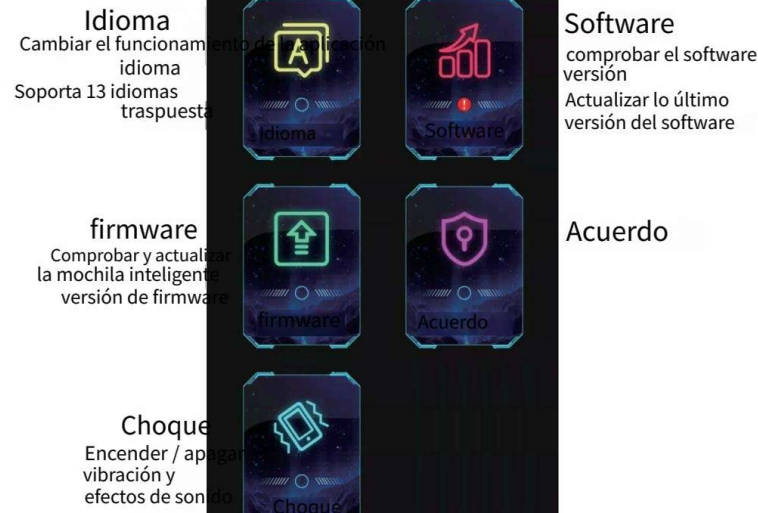 Idioma
Cambiar el funcionamiento de la aplicación
idioma
Soporta 13 idiomas
traspuesta
Idioma
Software
Software
comprobar el software
versión
Actualizar lo último
versión del software
firmware
Comprobar y actualizar
la mochila inteligente
versión de firmware
firmware
Acuerdo
Acuerdo
Choque
Encender / apagar
vibración y
efectos de sonido
Choque